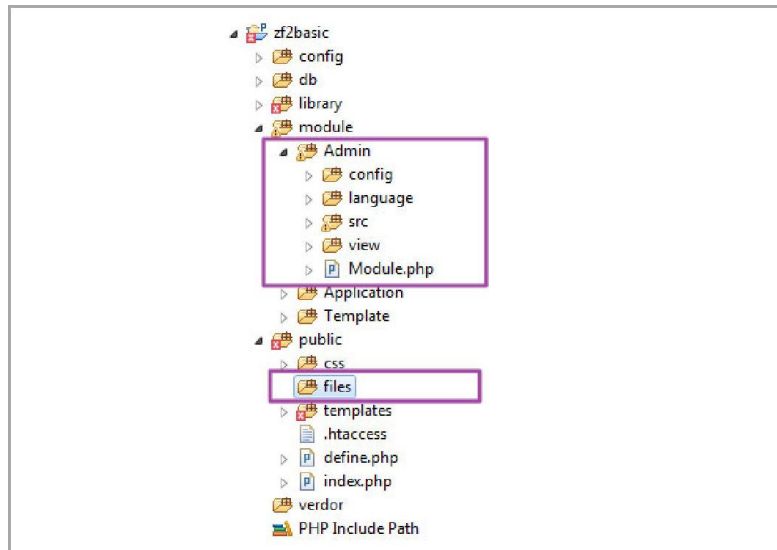 zf2basic
config
db
library
module
Admin
config
language
src
view
Module.php
Application
Template
public
css
files
templates
.htaccess
define.php
index.php
verdor
PHP Include Path